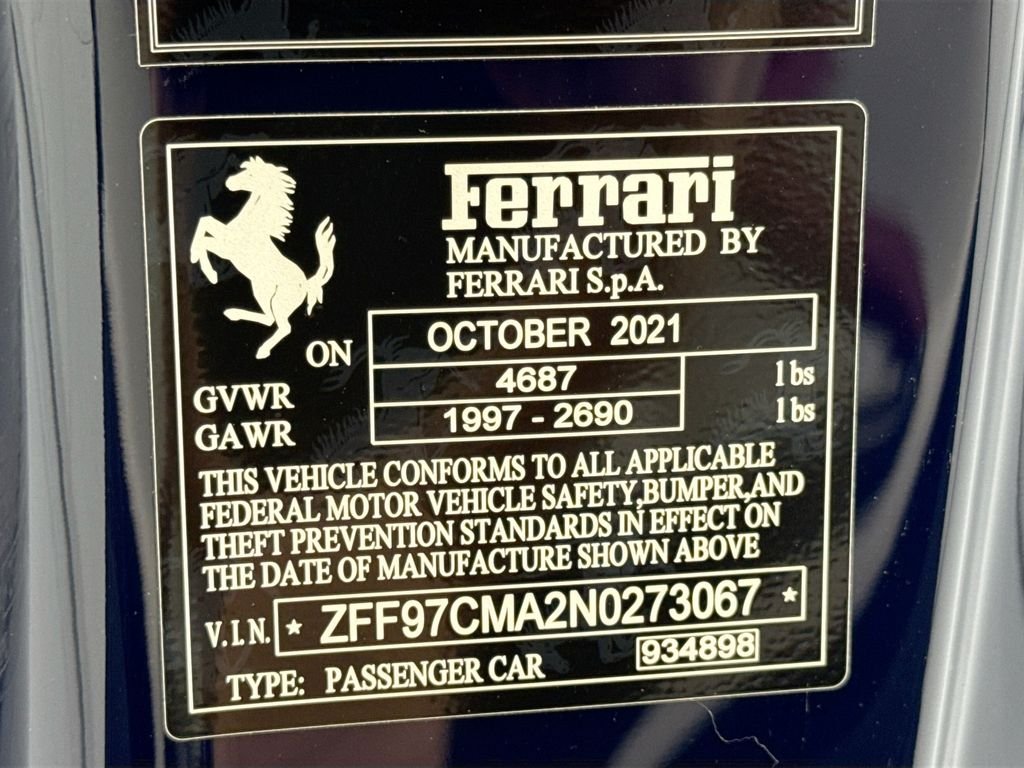 Ferrari
MANUFACTURED BY
FERRARI S.p.A.
ON OCTOBER 2021
GVWR 4687 lbs
GAWR 1997 - 2690 lbs
THIS VEHICLE CONFORMS TO ALL APPLICABLE
FEDERAL MOTOR VEHICLE SAFETY,BUMPER,AND
THEFT PREVENTION STANDARDS IN EFFECT ON
THE DATE OF MANUFACTURE SHOWN ABOVE
V.I.N. * ZFF97CMA2N0273067 *
TYPE: PASSENGER CAR 934898